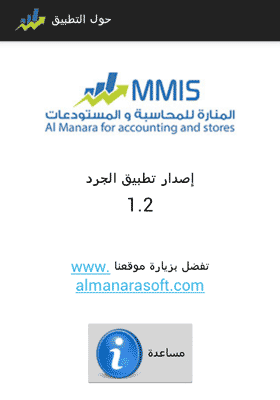 حول التطبيق
MMIS
المنارة للمحاسبة و المستودعات
Al Manara for accounting and stores
إصدار تطبيق الجرد
1.2
تفضل بزيارة موقعنا www.
almanarasoft.com
مساعدة